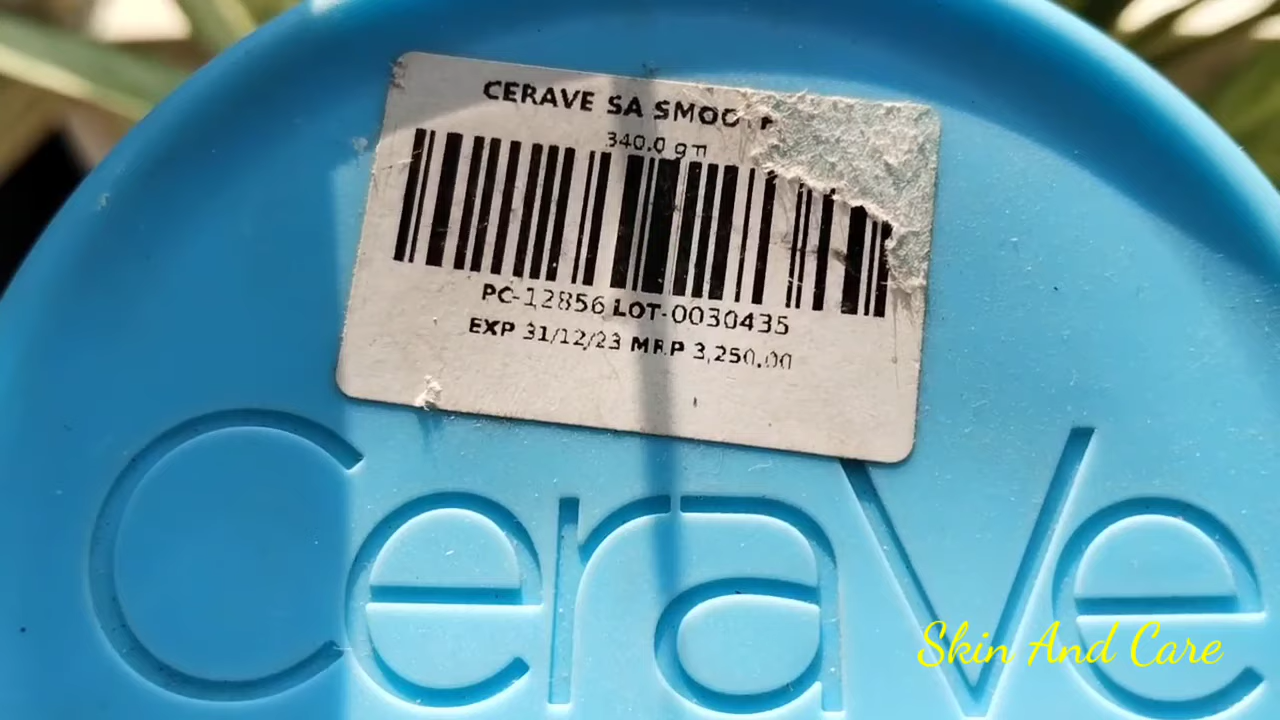 CERAVE SA
340.0 gm
PC-12856 LOT-0030435
EXP 31/12/23 MRP 3,250.00
CeraVe
Skin And Care